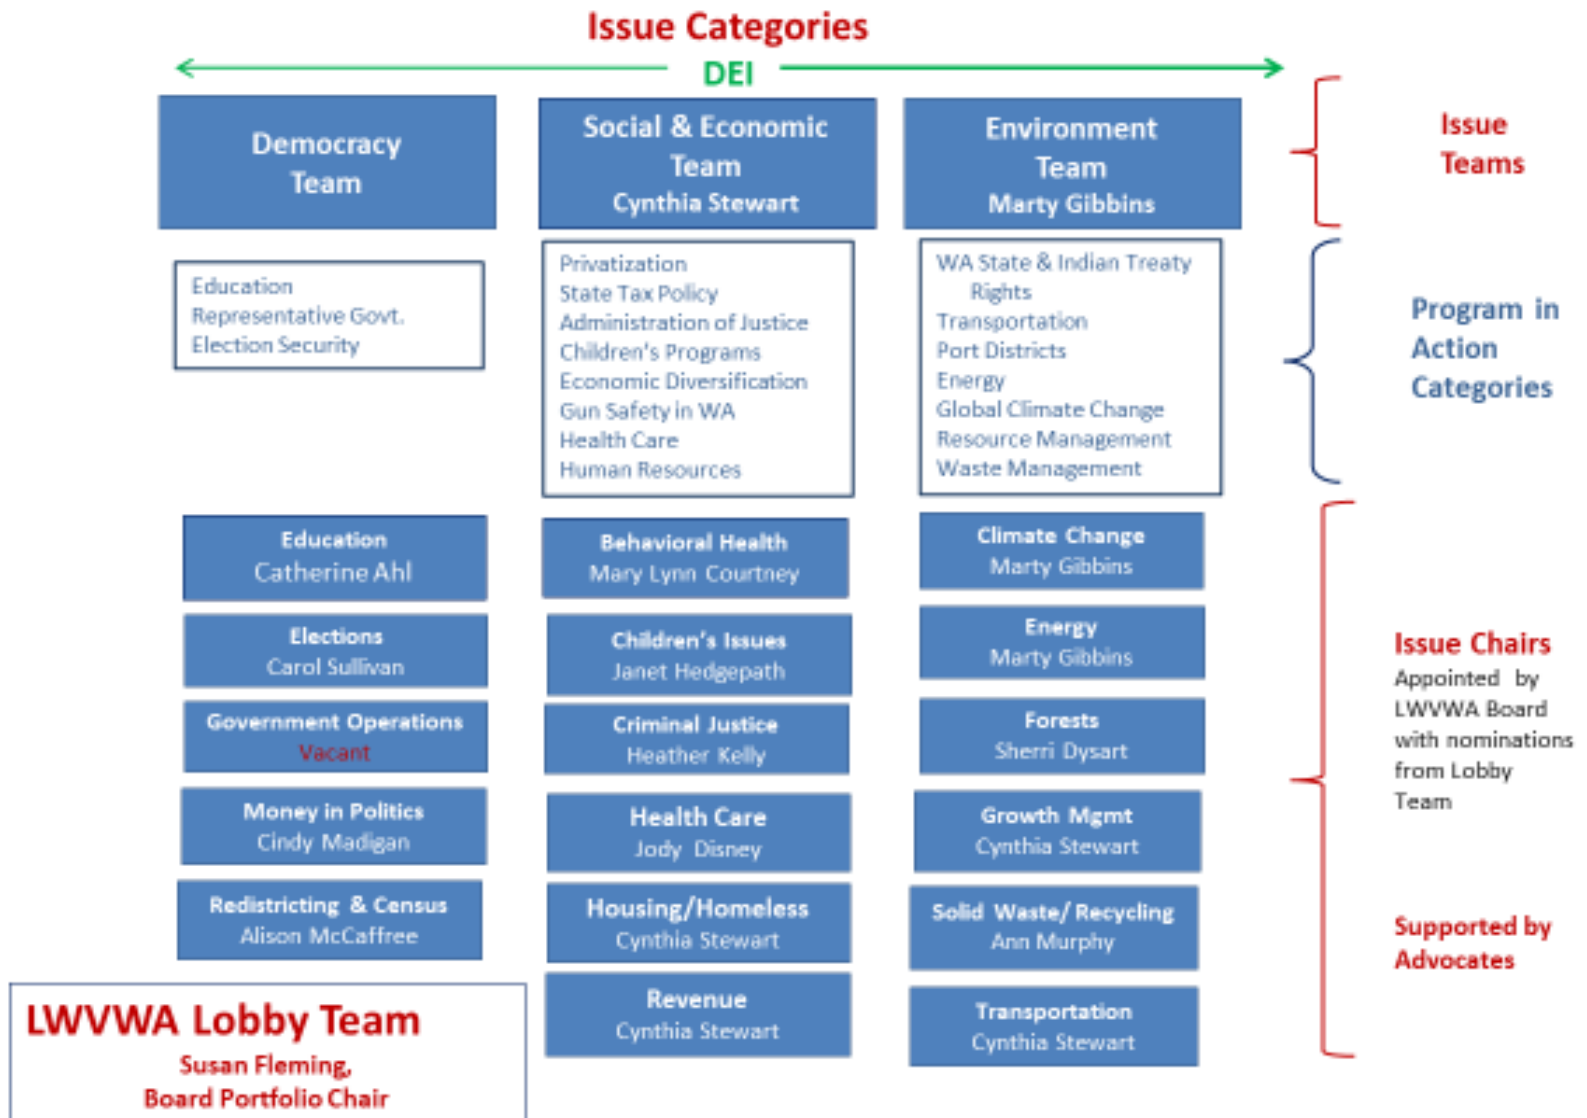 Issue Categories
DEI
Democracy
Team
Social & Economic
Team
Cynthia Stewart
Environment
Team
Marty Gibbins
Issue
Teams
Education
Representative Govt.
Election Security
Privatization
State Tax Policy
Administration of Justice
Children's Programs
Economic Diversification
Gun Safety in WA
Health Care
Human Resources
WA State & Indian Treaty
Rights
Transportation
Port Districts
Energy
Global Climate Change
Resource Management
Waste Management
Program in
Action
Categories
Education
Catherine Ahl
Elections
Carol Sullivan
Government Operations
Vacant
Money in Politics
Cindy Madigan
Redistricting & Census
Alison McCaffree
Behavioral Health
Mary Lynn Courtney
Children's Issues
Janet Hedgepath
Criminal Justice
Heather Kelly
Health Care
Jody Disney
Housing/Homeless
Cynthia Stewart
Revenue
Cynthia Stewart
Climate Change
Marty Gibbins
Energy
Marty Gibbins
Forests
Sherri Dysart
Growth Mgmt
Cynthia Stewart
Solid Waste/ Recycling
Ann Murphy
Transportation
Cynthia Stewart
Issue Chairs
Appointed by
LWVWA Board
with nominations
from Lobby
Team
Supported by
Advocates
LWVWA Lobby Team
Susan Fleming,
Board Portfolio Chair